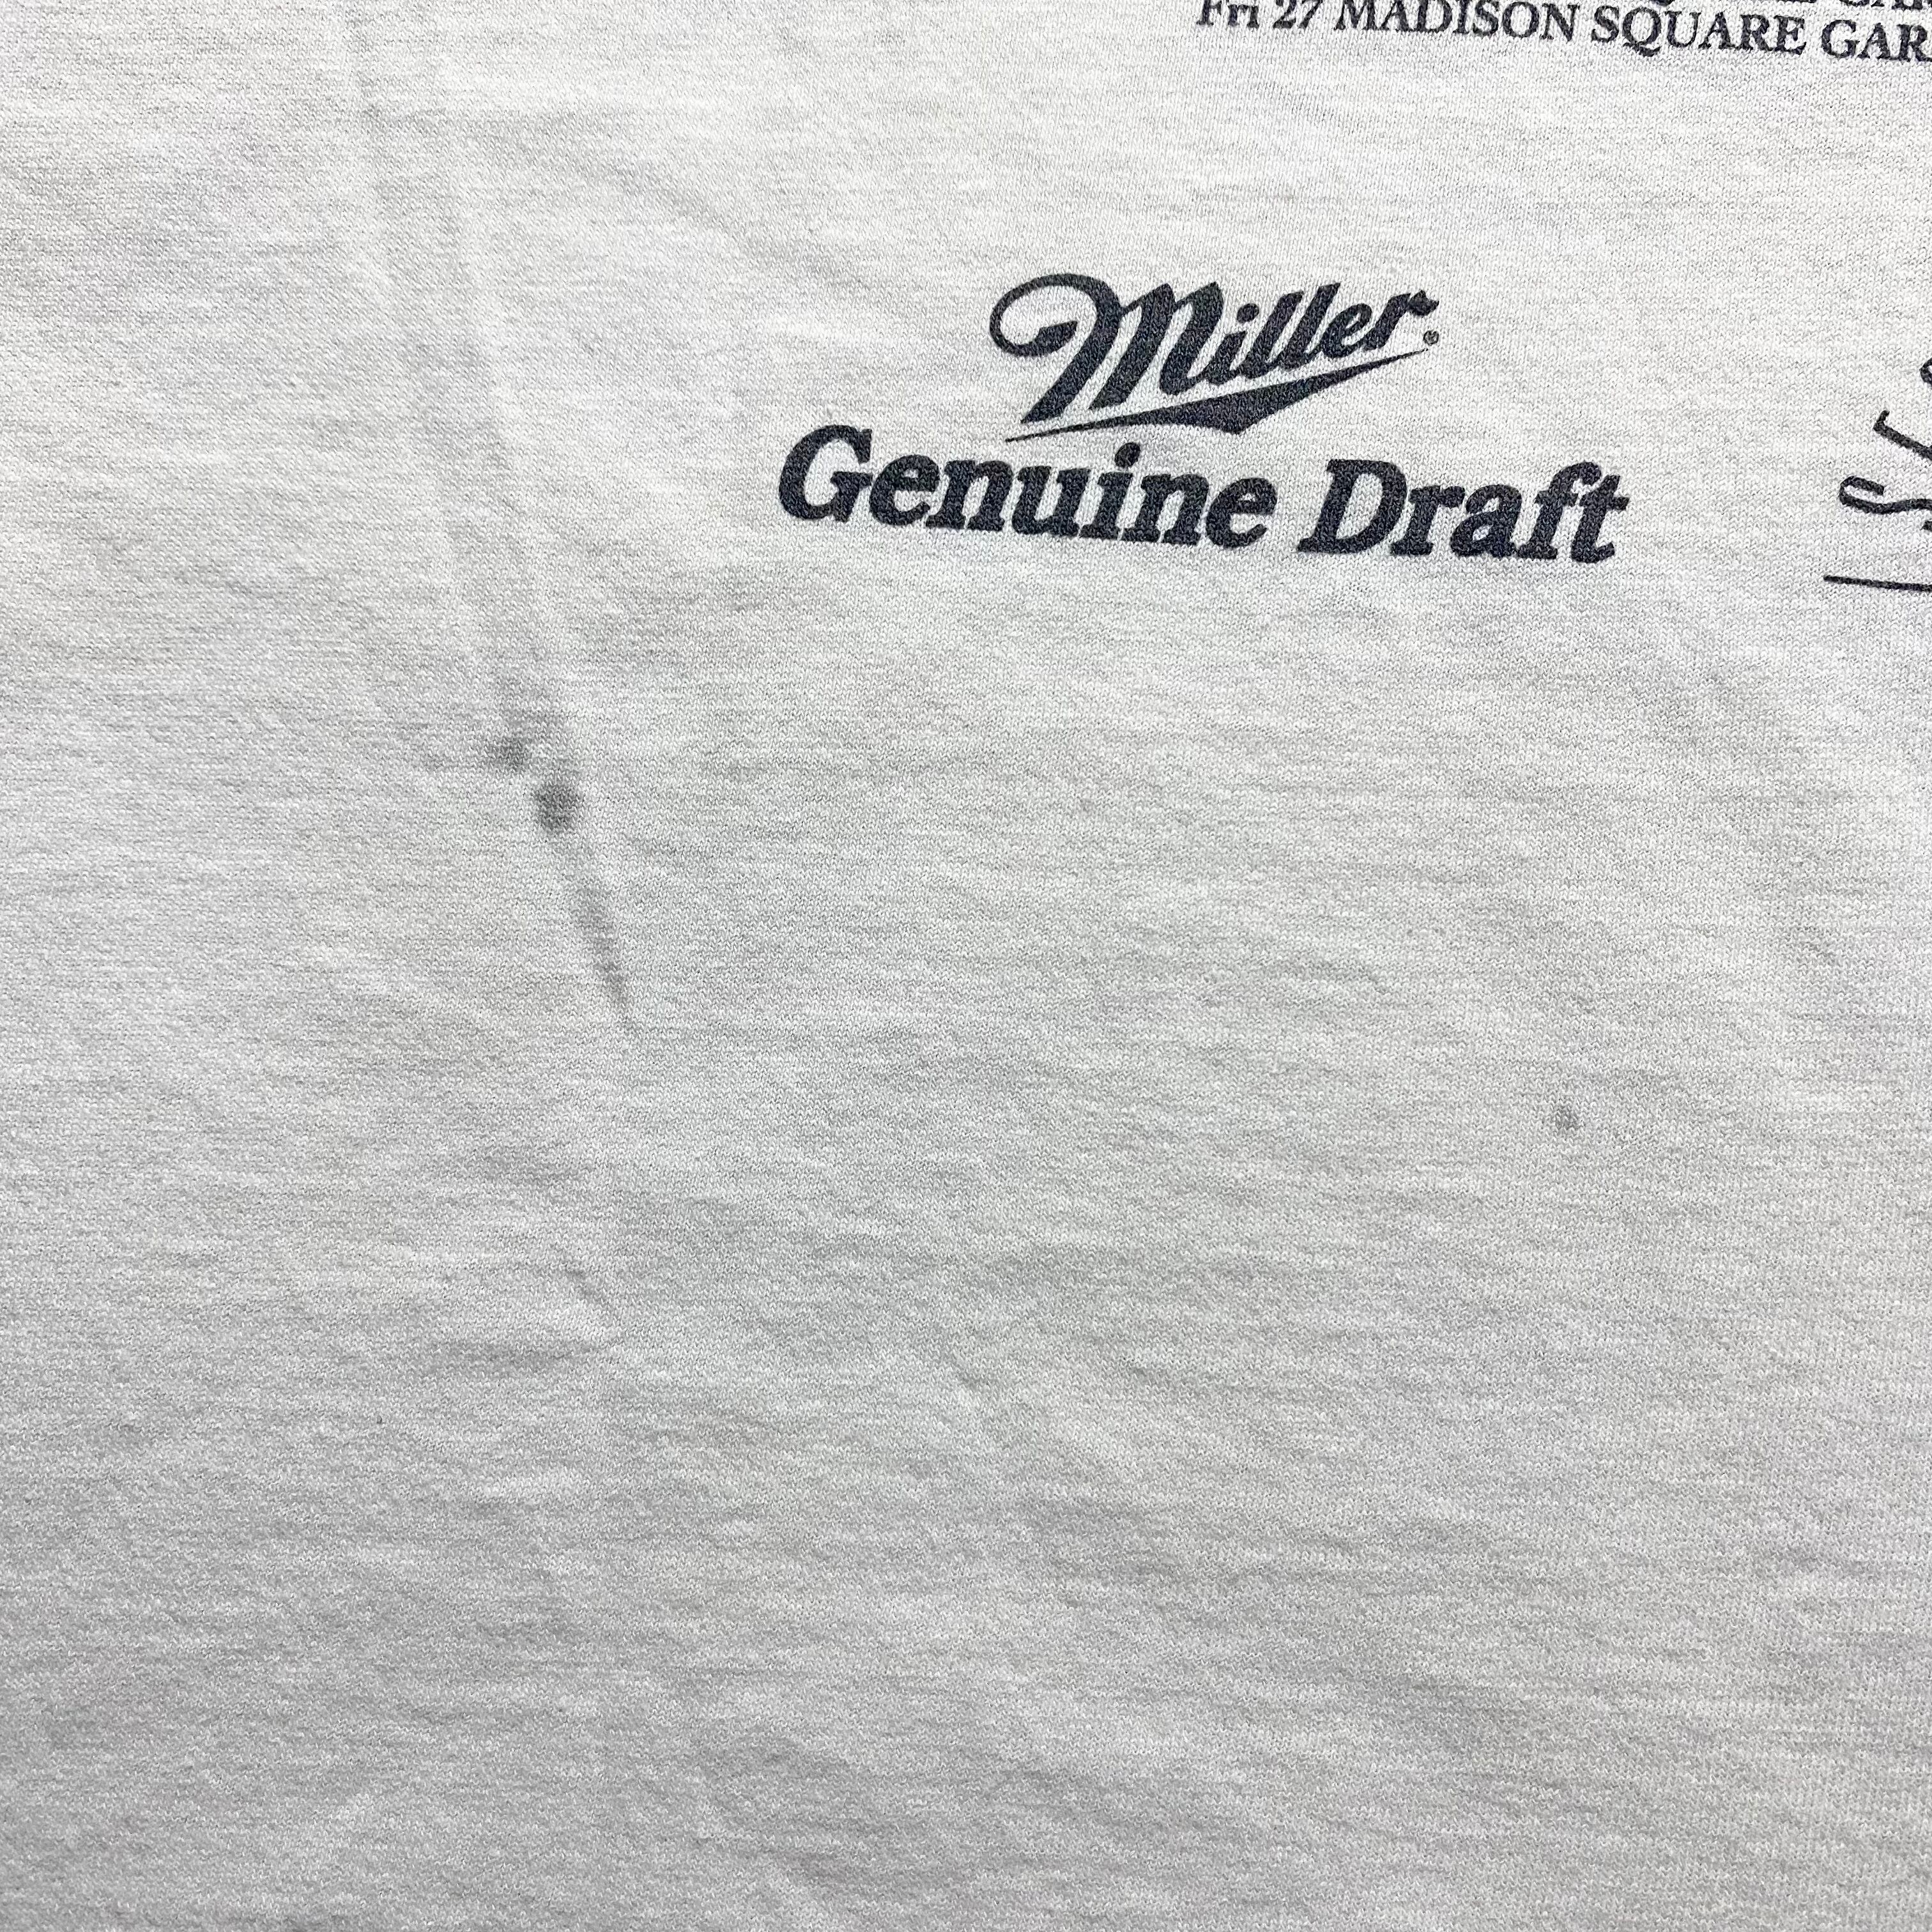 Fri 27 MADISON SQUARE GAR
Miller®
Genuine Draft